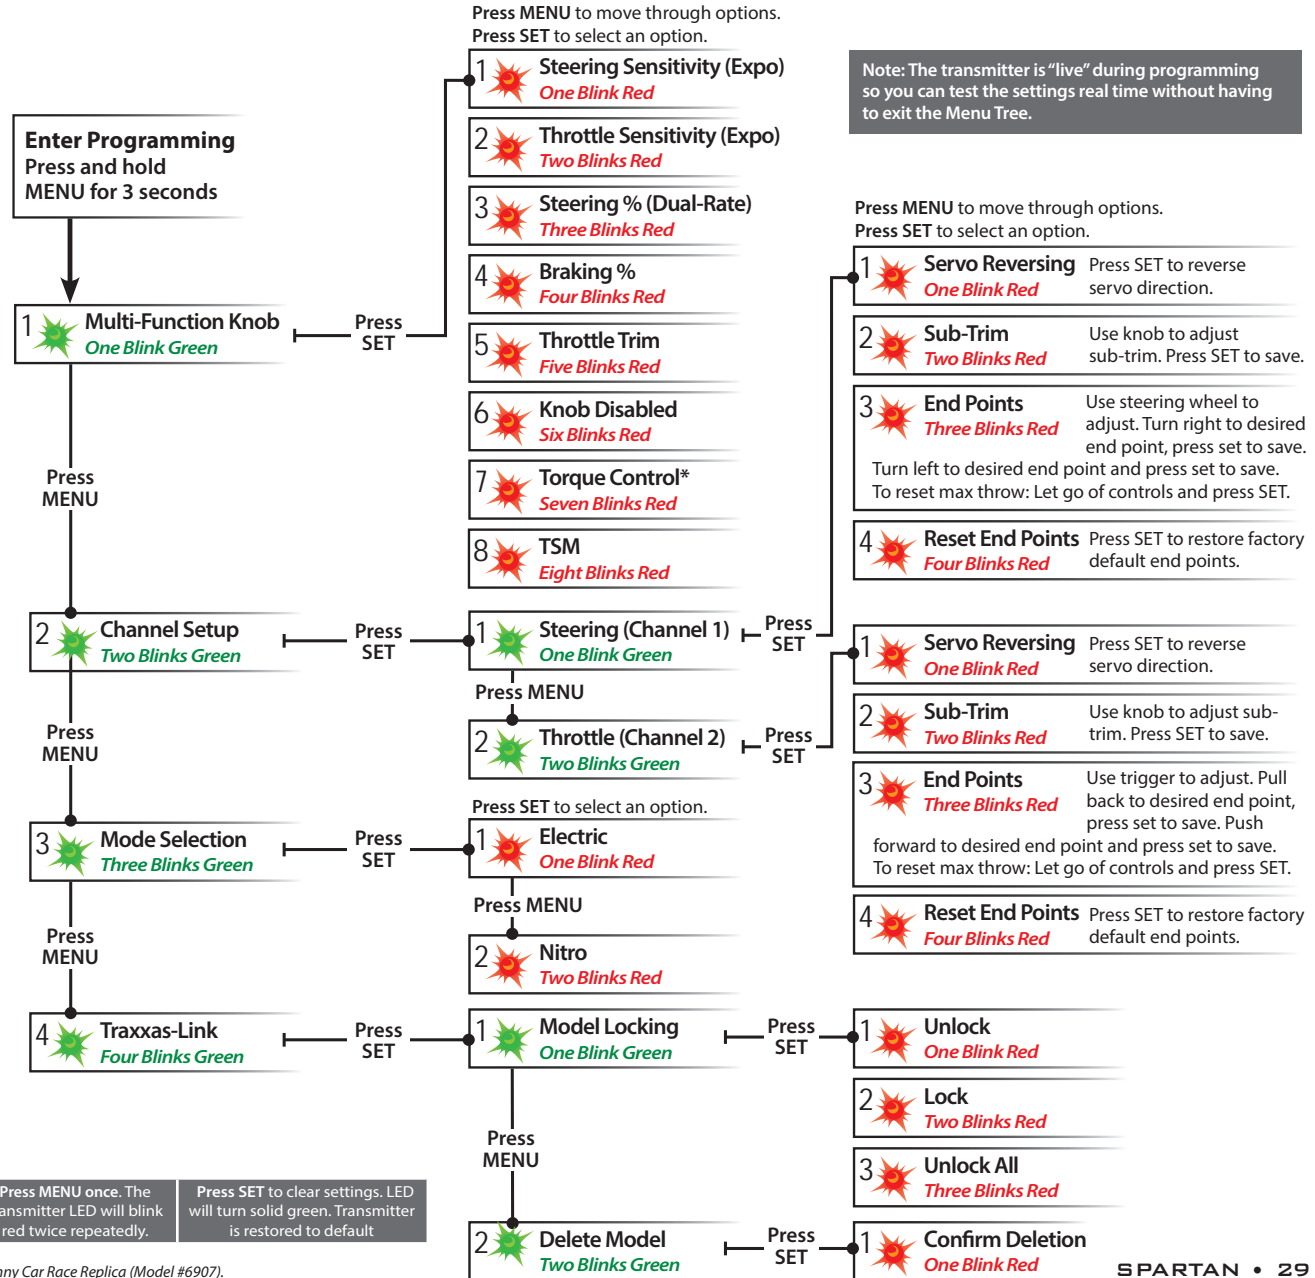 Press MENU to move through options.
Press SET to select an option.
1
Steering Sensitivity (Expo)
One Blink Red
2
Throttle Sensitivity (Expo)
Two Blinks Red
3
Steering % (Dual-Rate)
Three Blinks Red
4
Braking %
Four Blinks Red
5
Throttle Trim
Five Blinks Red
6
Knob Disabled
Six Blinks Red
7
Torque Control*
Seven Blinks Red
8
TSM
Eight Blinks Red
Note: The transmitter is “live” during programming
so you can test the settings real time without having
to exit the Menu Tree.
Enter Programming
Press and hold
MENU for 3 seconds
1
Multi-Function Knob
One Blink Green
Press
SET
Press
MENU
2
Channel Setup
Two Blinks Green
Press
SET
1
Steering (Channel 1)
One Blink Green
Press
SET
Press MENU
2
Throttle (Channel 2)
Two Blinks Green
Press
SET
Press MENU to move through options.
Press SET to select an option.
1
Servo Reversing
One Blink Red
Press SET to reverse
servo direction.
2
Sub-Trim
Two Blinks Red
Use knob to adjust
sub-trim. Press SET to save.
3
End Points
Three Blinks Red
Use steering wheel to
adjust. Turn right to desired
end point, press set to save.
Turn left to desired end point and press set to save.
To reset max throw: Let go of controls and press SET.
4
Reset End Points
Four Blinks Red
Press SET to restore factory
default end points.
1
Servo Reversing
One Blink Red
Press SET to reverse
servo direction.
2
Sub-Trim
Two Blinks Red
Use knob to adjust sub-
trim. Press SET to save.
3
End Points
Three Blinks Red
Use trigger to adjust. Pull
back to desired end point,
press set to save. Push
forward to desired end point and press set to save.
To reset max throw: Let go of controls and press SET.
4
Reset End Points
Four Blinks Red
Press SET to restore factory
default end points.
Press
MENU
3
Mode Selection
Three Blinks Green
Press
SET
Press SET to select an option.
1
Electric
One Blink Red
Press MENU
2
Nitro
Two Blinks Red
Press
MENU
4
Traxxas-Link
Four Blinks Green
Press
SET
1
Model Locking
One Blink Green
Press
SET
1
Unlock
One Blink Red
2
Lock
Two Blinks Red
3
Unlock All
Three Blinks Red
Press
MENU
2
Delete Model
Two Blinks Green
Press
SET
1
Confirm Deletion
One Blink Red
Press MENU once. The
ansmitter LED will blink
red twice repeatedly.
Press SET to clear settings. LED
will turn solid green. Transmitter
is restored to default
nny Car Race Replica (Model #6907).
SPARTAN • 29